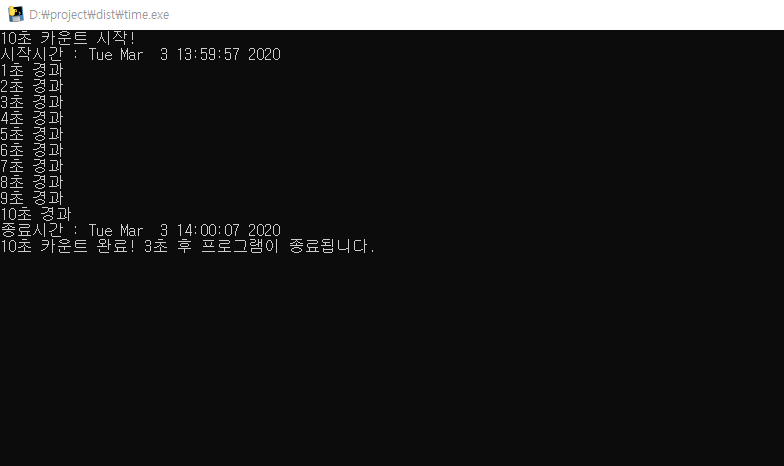 D:₩project₩dist₩time.exe
10초 카운트 시작!
시작시간 : Tue Mar  3 13:59:57 2020
1초 경과
2초 경과
3초 경과
4초 경과
5초 경과
6초 경과
7초 경과
8초 경과
9초 경과
10초 경과
종료시간 : Tue Mar  3 14:00:07 2020
10초 카운트 완료! 3초 후 프로그램이 종료됩니다.